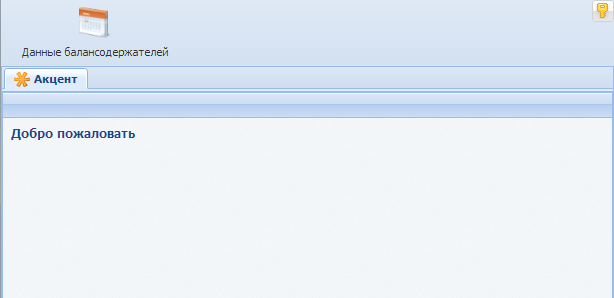 Данные балансодержателей
Акцент
Добро пожаловать